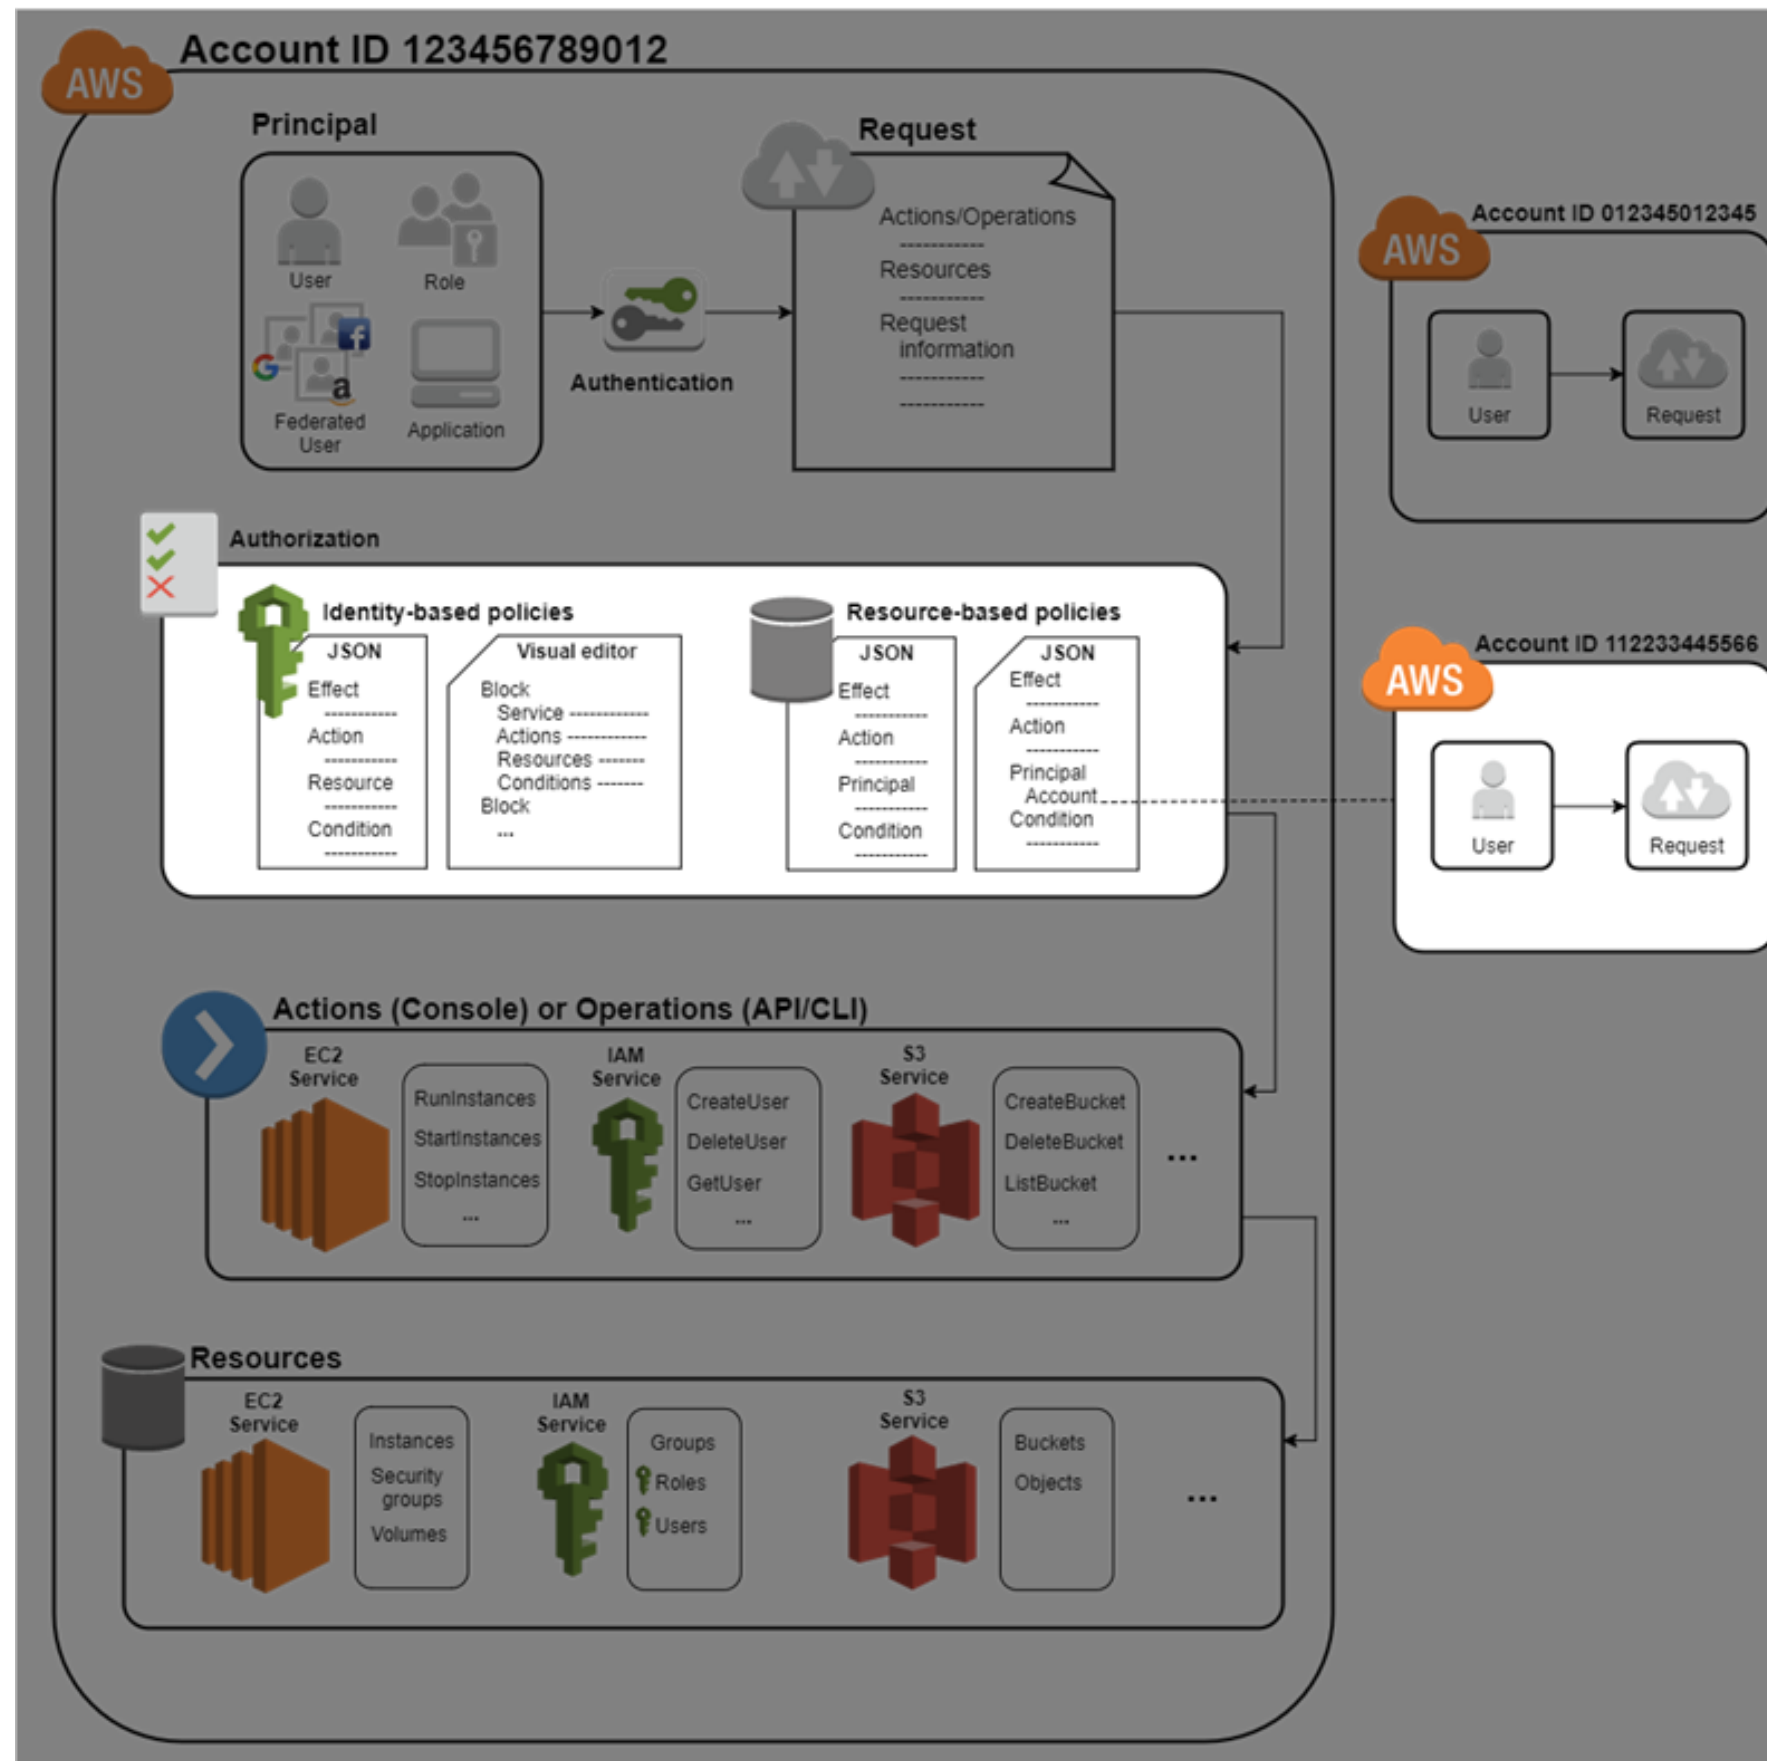 Account ID 123456789012
AWS
Principal
User
Role
Federated
User
Application
Authentication
Request
Actions/Operations
-----------
Resources
-----------
Request
information
-----------
-----------
Account ID 012345012345
AWS
User
Request
Authorization
Identity-based policies
JSON
Effect
-----------
Action
-----------
Resource
-----------
Condition
-----------
Visual editor
Block
Service ------------
Actions ------------
Resources -------
Conditions -------
Block
...
Resource-based policies
JSON
Effect
-----------
Action
-----------
Principal
-----------
Condition
-----------
JSON
Effect
-----------
Action
-----------
Principal
Account
Condition
-----------
Account ID 112233445566
AWS
User
Request
Actions (Console) or Operations (API/CLI)
EC2
Service
RunInstances
StartInstances
StopInstances
...
IAM
Service
CreateUser
DeleteUser
GetUser
...
S3
Service
CreateBucket
DeleteBucket
ListBucket
...
...
Resources
EC2
Service
Instances
Security
groups
Volumes
IAM
Service
Groups
Roles
Users
S3
Service
Buckets
Objects
...